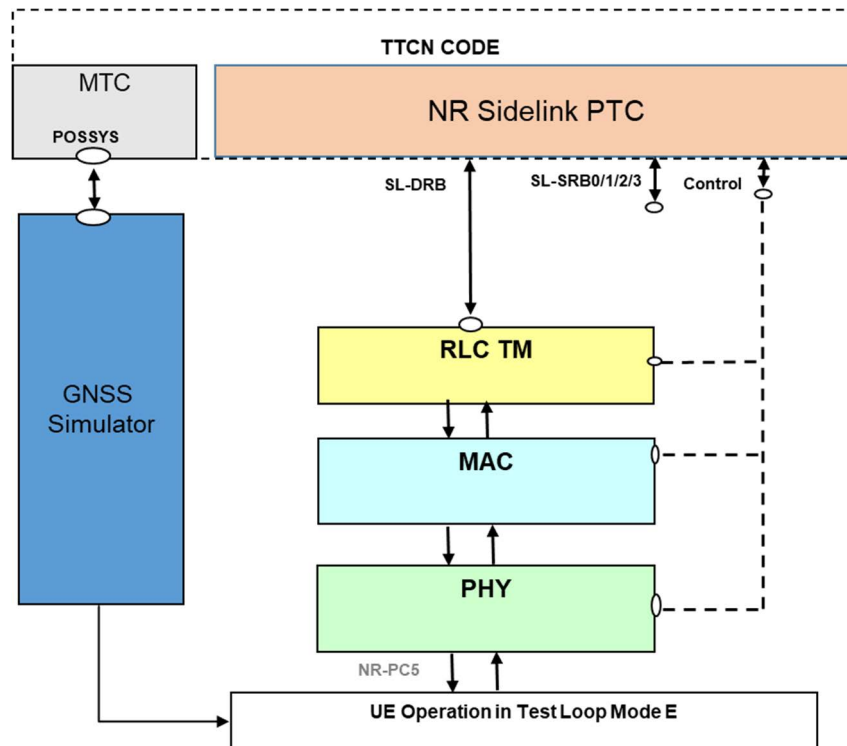 TTCN CODE
MTC
POSSYS
NR Sidelink PTC
SL-DRB
SL-SRB0/1/2/3
Control
RLC TM
GNSS
Simulator
MAC
PHY
NR-PC5
UE Operation in Test Loop Mode E